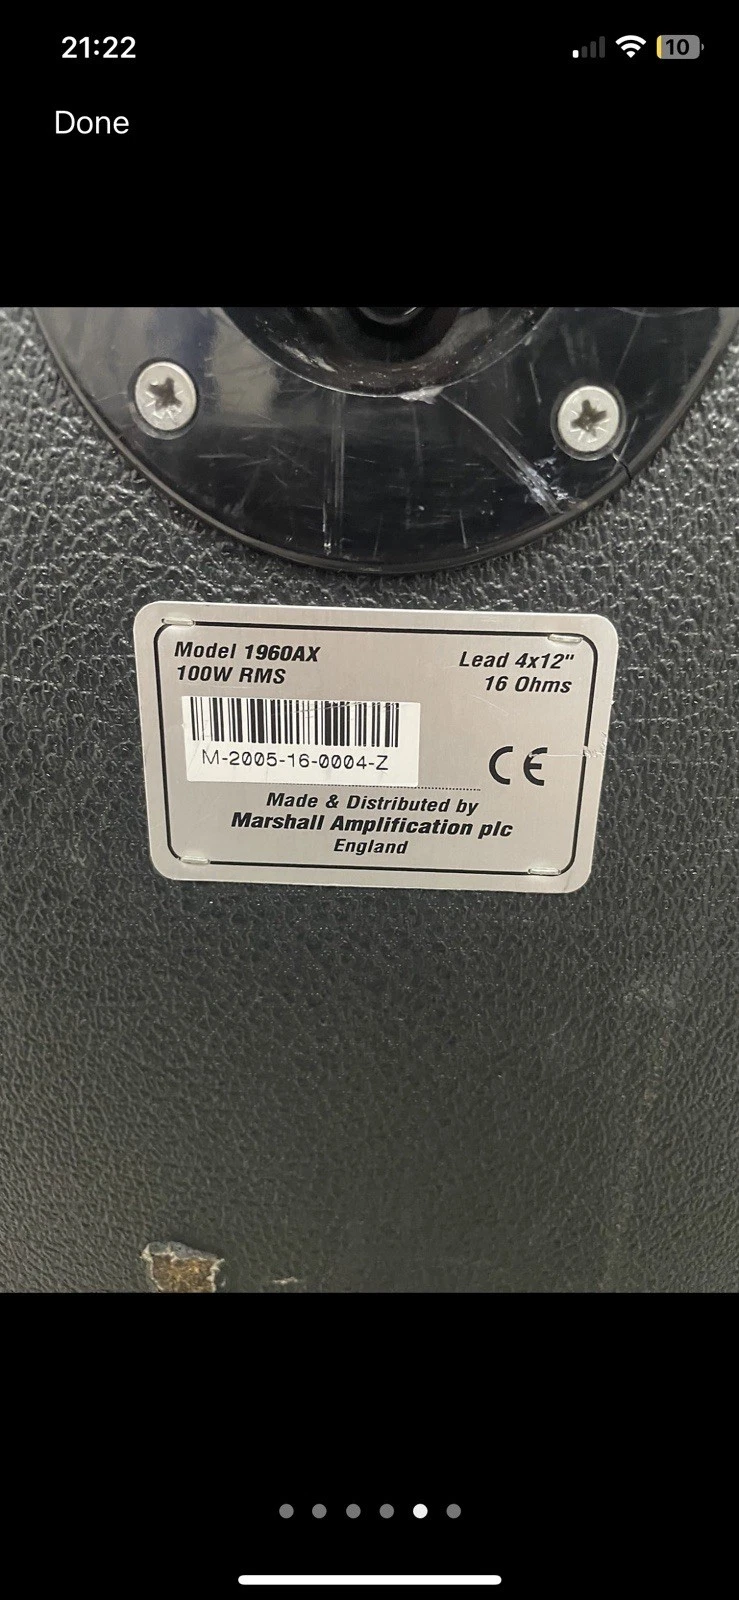 21:22
10
Done
Model 1960AX
100W RMS
Lead 4x12"
16 Ohms
M-2005-16-0004-Z
CE
Made & Distributed by
Marshall Amplification plc
England